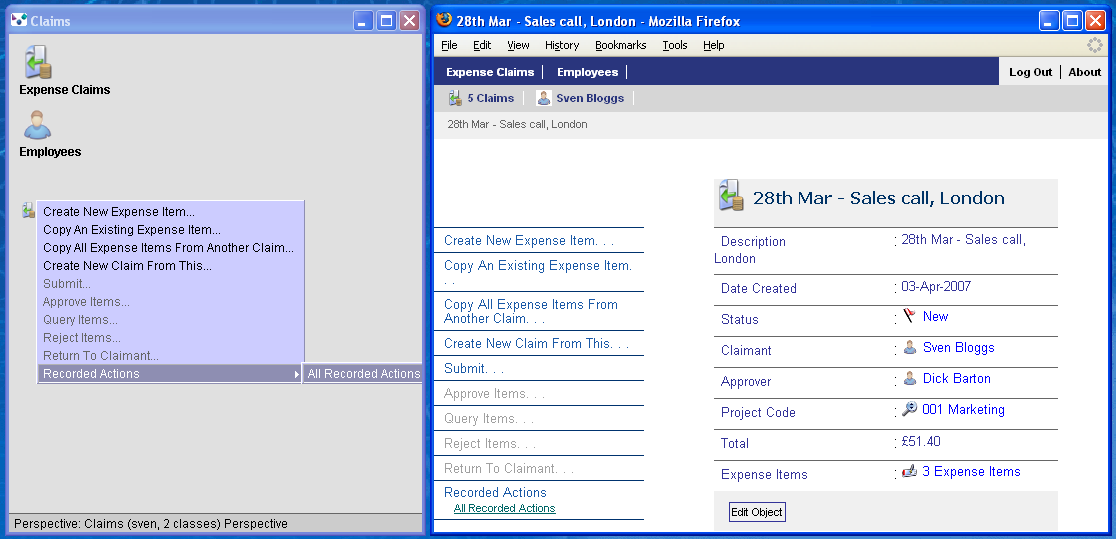 Claims
Expense Claims
Employees
Create New Expense Item...
Copy An Existing Expense Item...
Copy All Expense Items From Another Claim...
Create New Claim From This...
Submit...
Approve Items...
Query Items...
Reject Items...
Return To Claimant...
Recorded Actions
All Recorded Actions
Perspective: Claims (sven, 2 classes) Perspective
28th Mar - Sales call, London - Mozilla Firefox
File Edit View History Bookmarks Tools Help
Expense Claims Employees Log Out About
5 Claims Sven Bloggs
28th Mar - Sales call, London
Create New Expense Item. . .
Copy An Existing Expense Item.
. .
Copy All Expense Items From
Another Claim. . .
Create New Claim From This. . .
Submit. . .
Approve Items. . .
Query Items. . .
Reject Items. . .
Return To Claimant. . .
Recorded Actions
All Recorded Actions
28th Mar - Sales call, London
Description : 28th Mar - Sales call,
London
Date Created : 03-Apr-2007
Status : New
Claimant : Sven Bloggs
Approver : Dick Barton
Project Code : 001 Marketing
Total : £51.40
Expense Items : 3 Expense Items
Edit Object